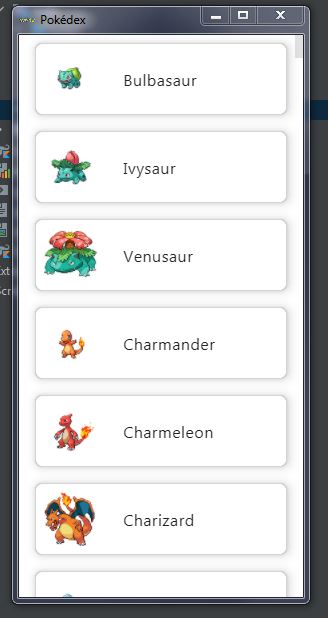 Pokédex
Bulbasaur
Ivysaur
Venusaur
Charmander
Charmeleon
Charizard